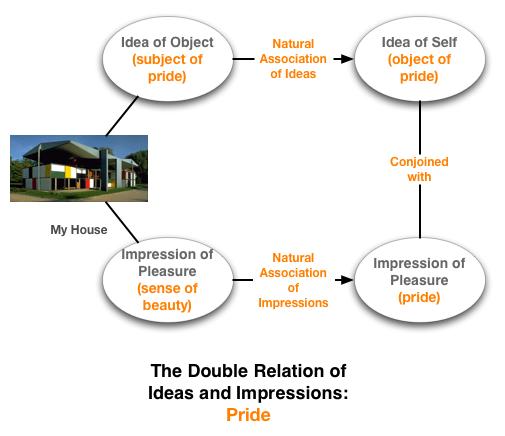 Idea of Object
(subject of
pride)
Natural
Association
of Ideas
Idea of Self
(object of
pride)
Conjoined
with
My House
Impression of
Pleasure
(sense of
beauty)
Natural
Association
of
Impressions
Impression of
Pleasure
(pride)
The Double Relation of
Ideas and Impressions:
Pride